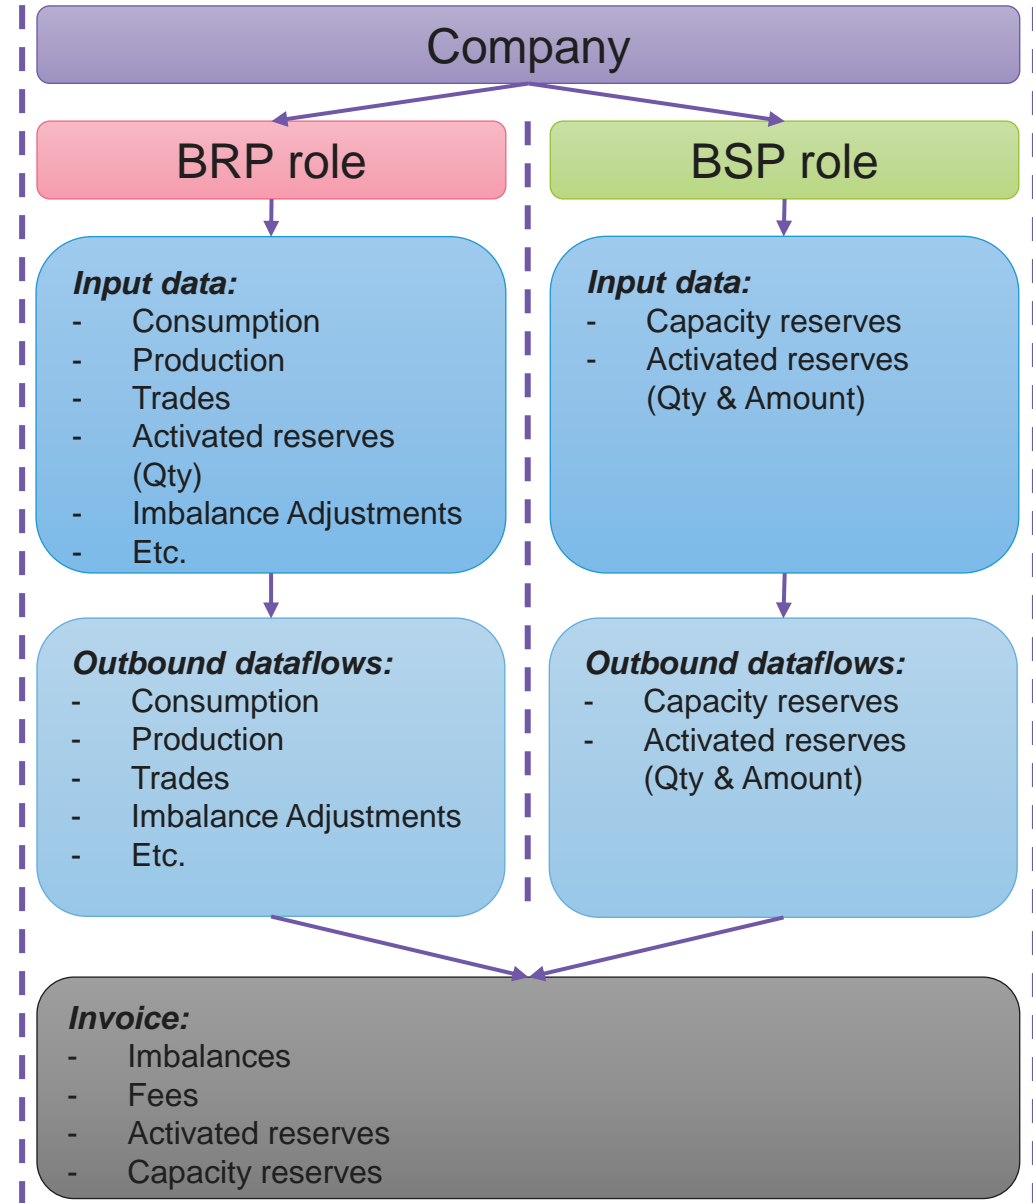 Company
BRP role
Input data:
- Consumption
- Production
- Trades
- Activated reserves
(Qty)
- Imbalance Adjustments
- Etc.
Outbound dataflows:
- Consumption
- Production
- Trades
- Imbalance Adjustments
- Etc.
BSP role
Input data:
- Capacity reserves
- Activated reserves
(Qty & Amount)
Outbound dataflows:
- Capacity reserves
- Activated reserves
(Qty & Amount)
Invoice:
- Imbalances
- Fees
- Activated reserves
- Capacity reserves